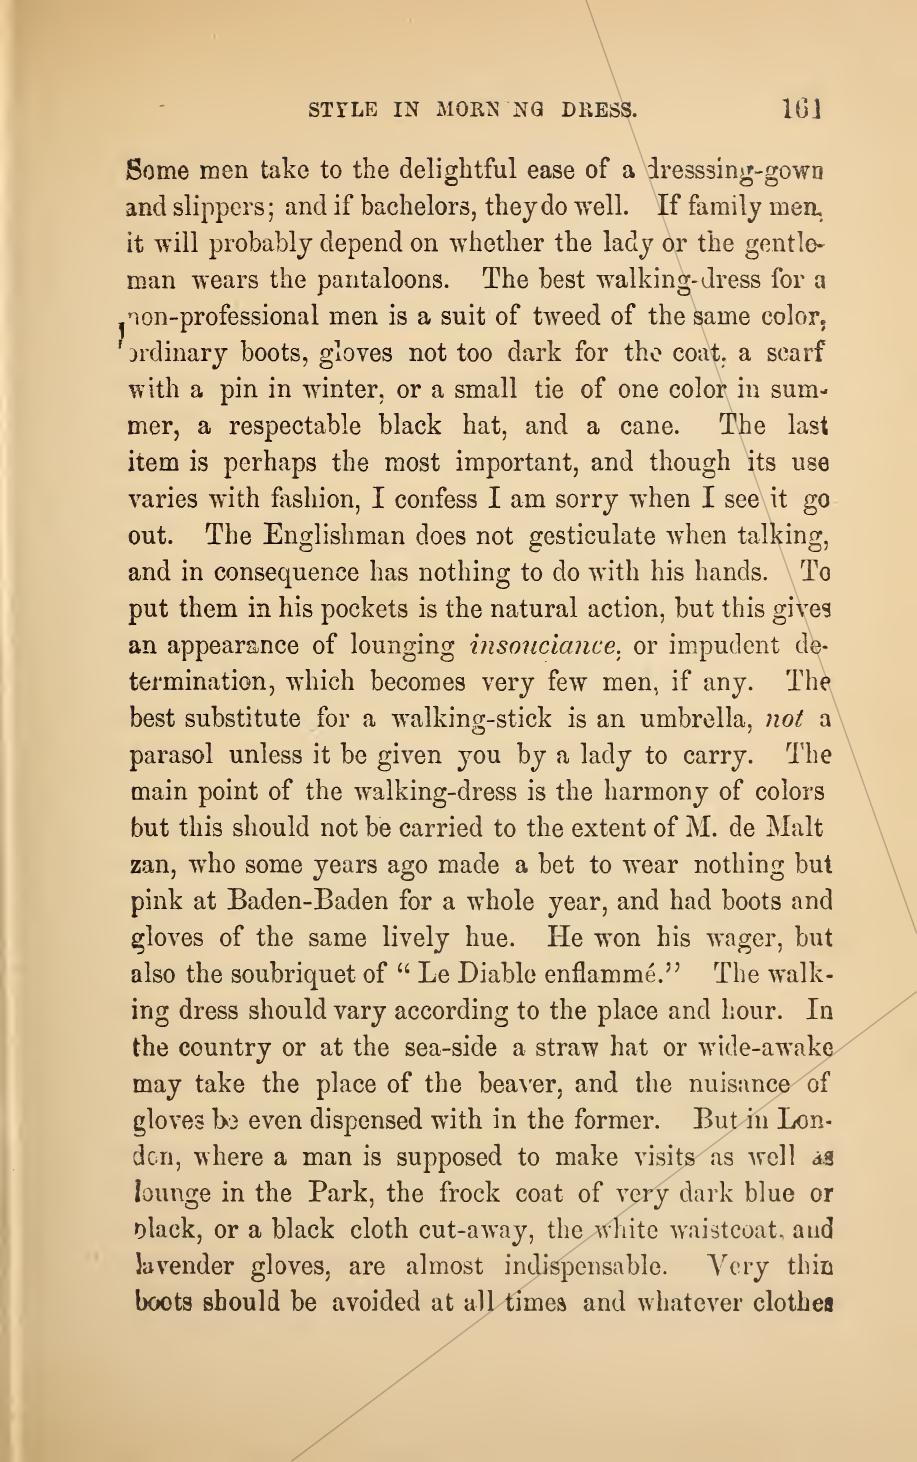 STYLE IN MORN NG DRESS. 161
Some men take to the delightful ease of a dresssing-gown
and slippers; and if bachelors, they do well. If family men,
it will probably depend on whether the lady or the gentle-
man wears the pantaloons. The best walking-dress for a
non-professional men is a suit of tweed of the same color,
ordinary boots, gloves not too dark for the coat, a scarf
with a pin in winter, or a small tie of one color in sum-
mer, a respectable black hat, and a cane. The last
item is perhaps the most important, and though its use
varies with fashion, I confess I am sorry when I see it go
out. The Englishman does not gesticulate when talking,
and in consequence has nothing to do with his hands. To
put them in his pockets is the natural action, but this gives
an appearance of lounging insouciance, or impudent de-
termination, which becomes very few men, if any. The
best substitute for a walking-stick is an umbrella, not a
parasol unless it be given you by a lady to carry. The
main point of the walking-dress is the harmony of colors
but this should not be carried to the extent of M. de Malt
zan, who some years ago made a bet to wear nothing but
pink at Baden-Baden for a whole year, and had boots and
gloves of the same lively hue. He won his wager, but
also the soubriquet of “ Le Diable enflammé.” The walk-
ing dress should vary according to the place and hour. In
the country or at the sea-side a straw hat or wide-awake
may take the place of the beaver, and the nuisance of
gloves be even dispensed with in the former. But in Lon-
don, where a man is supposed to make visits as well as
lounge in the Park, the frock coat of very dark blue or
black, or a black cloth cut-away, the white waistcoat, and
lavender gloves, are almost indispensable. Very thin
boots should be avoided at all times and whatever clothes